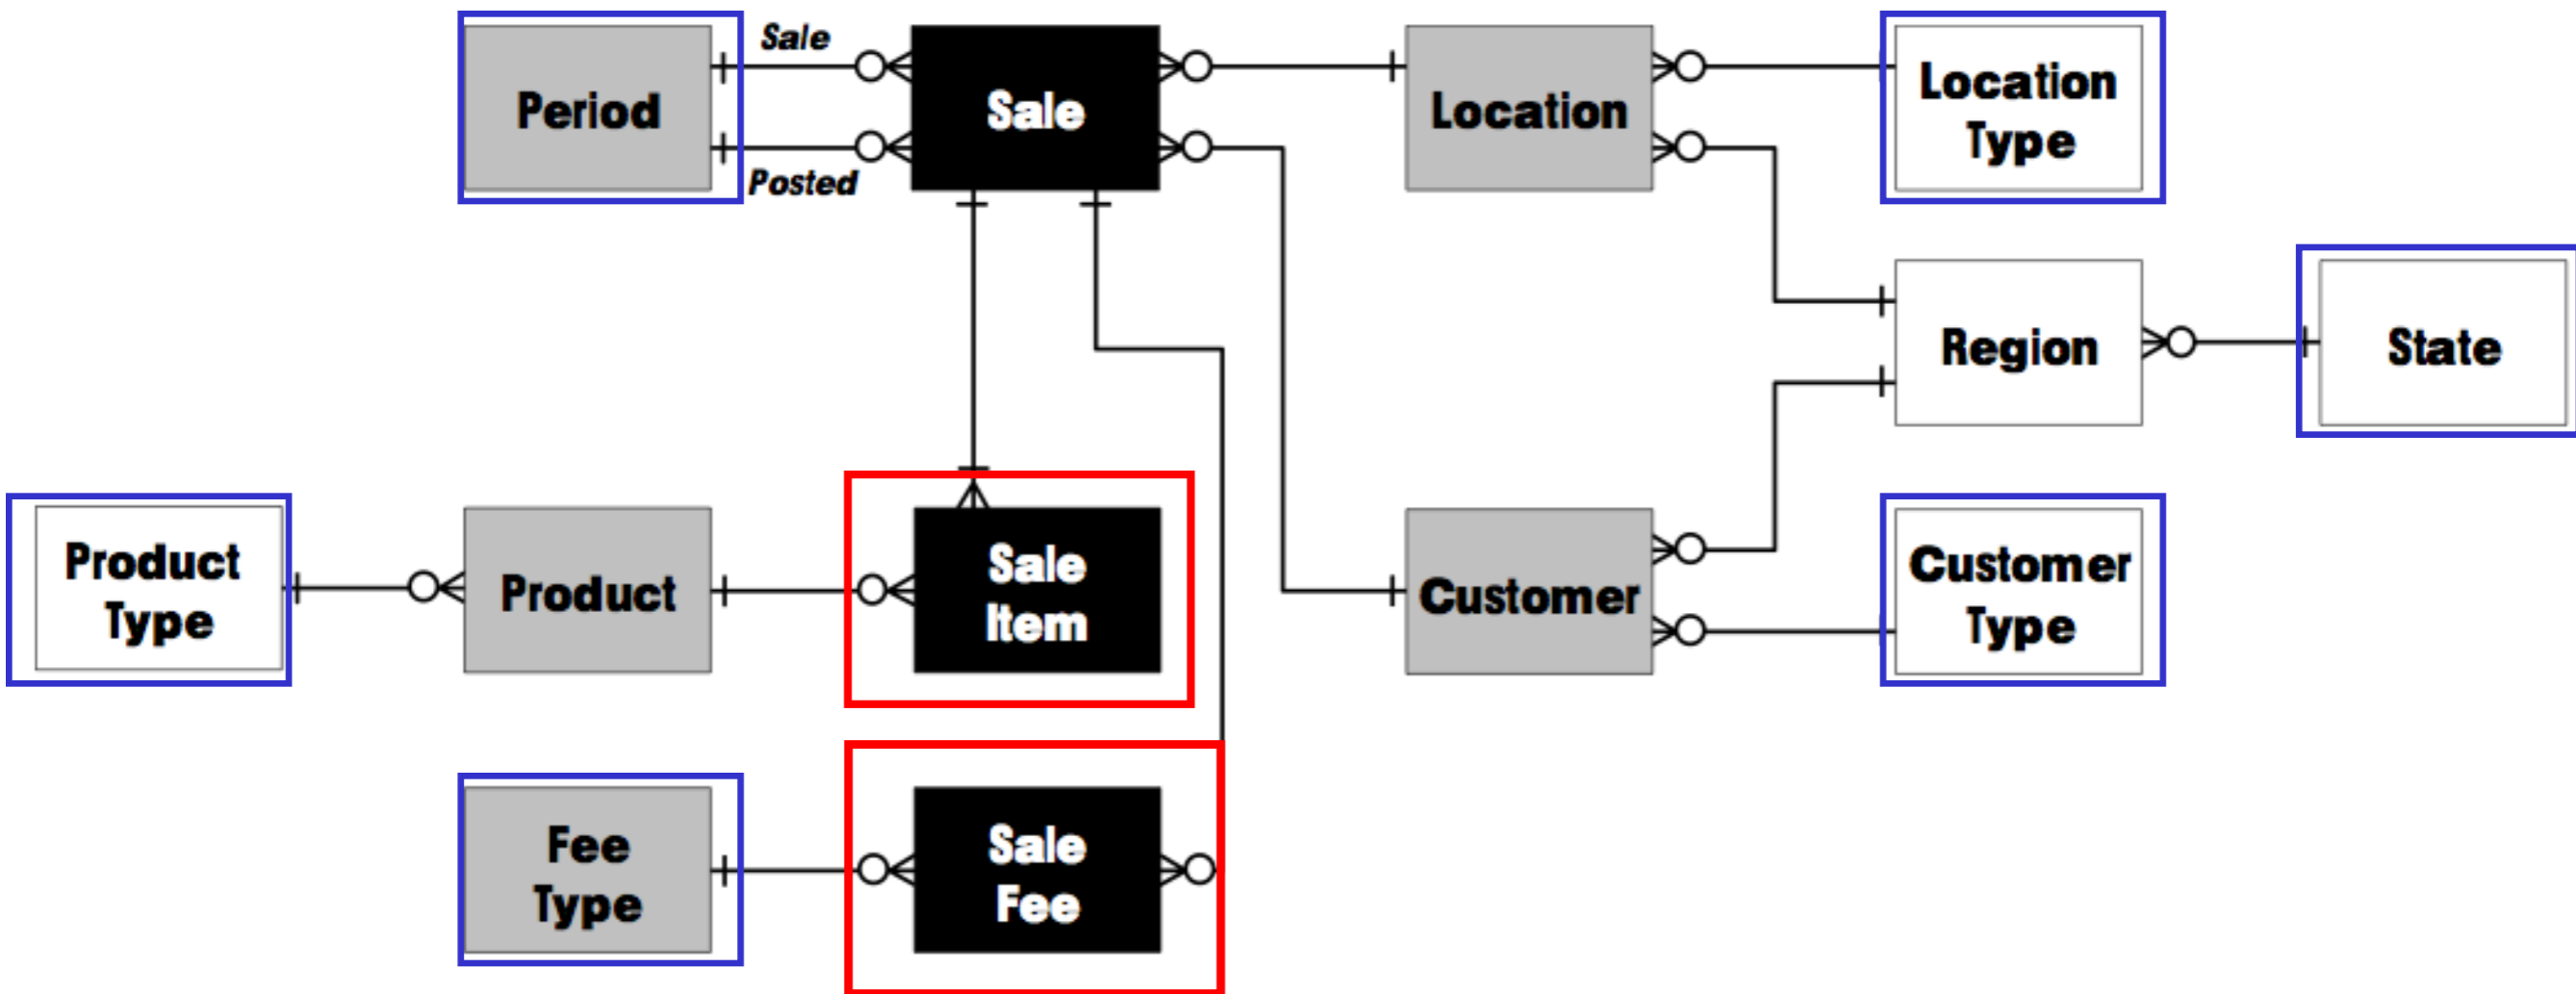 Sale
Period
Sale
Location
Location
Type
Posted
Region
State
Product
Type
Product
Sale
Item
Customer
Customer
Type
Fee
Type
Sale
Fee